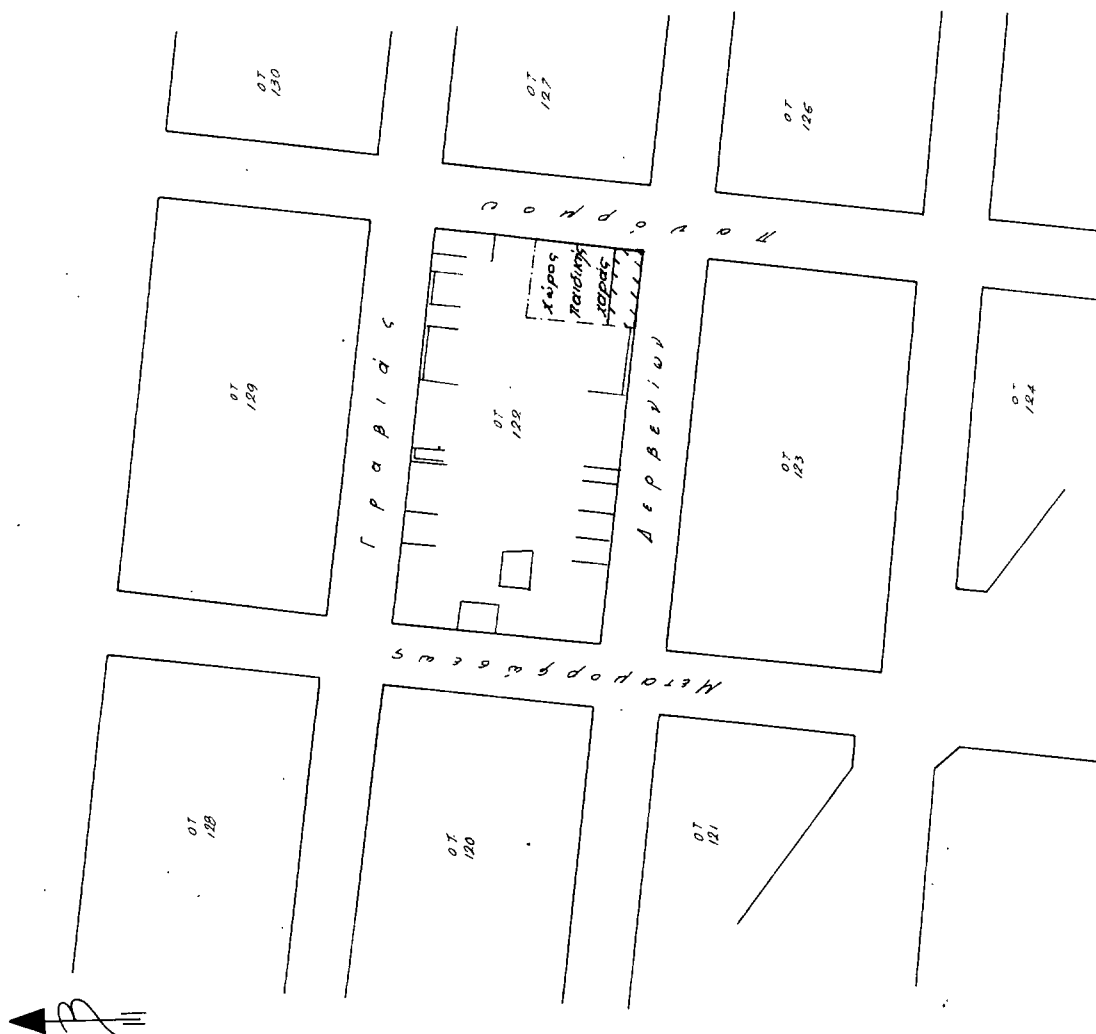 ΟΤ
130
ΟΤ
127
ΟΤ
126
Πανόρμου
χώρος
παιδικής
χαράς
ΟΤ
129
Γραβιάς
ΟΤ
122
Δερβενίων
ΟΤ
123
ΟΤ
124
Μεταμορφώσεως
ΟΤ
128
ΟΤ
120
ΟΤ
121
Β